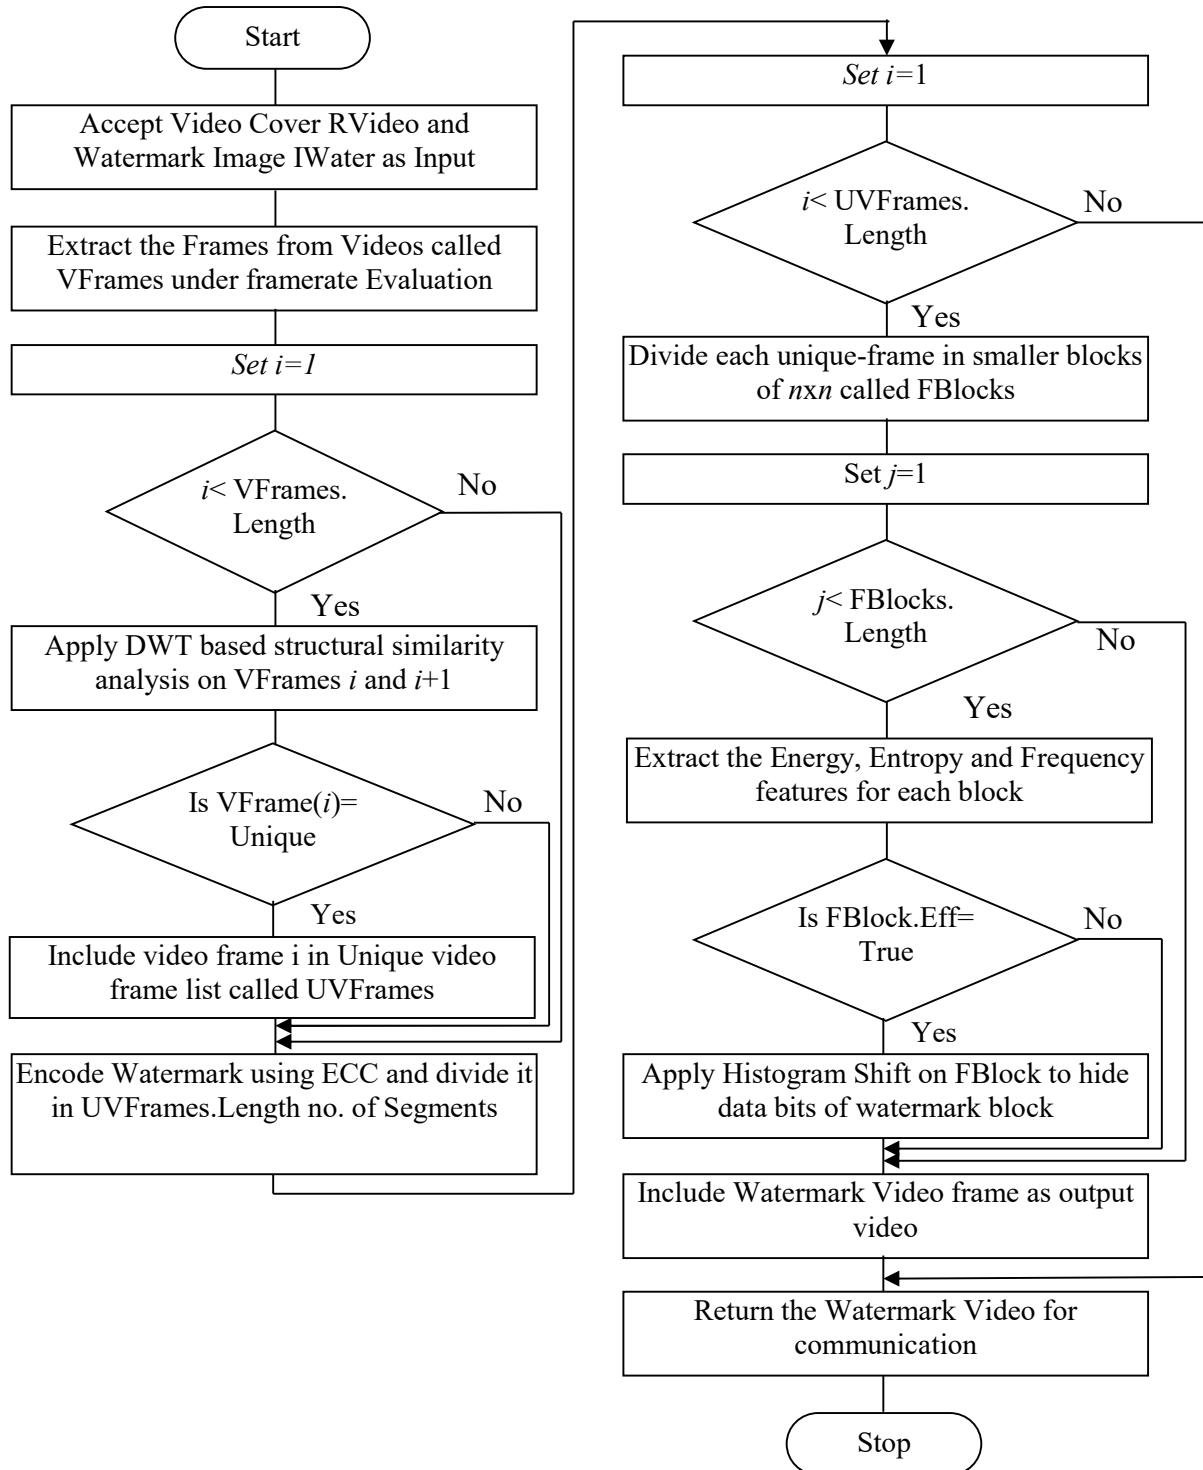 Start
Accept Video Cover RVideo and
Watermark Image IWater as Input
Extract the Frames from Videos called
VFrames under framerate Evaluation
Set i=1
i< VFrames.
Length
No
Yes
Apply DWT based structural similarity
analysis on VFrames i and i+1
Is VFrame(i)=
Unique
No
Yes
Include video frame i in Unique video
frame list called UVFrames
Encode Watermark using ECC and divide it
in UVFrames.Length no. of Segments
Set i=1
i< UVFrames.
Length
No
Yes
Divide each unique-frame in smaller blocks
of nxn called FBlocks
Set j=1
j< FBlocks.
Length
No
Yes
Extract the Energy, Entropy and Frequency
features for each block
Is FBlock.Eff=
True
No
Yes
Apply Histogram Shift on FBlock to hide
data bits of watermark block
Include Watermark Video frame as output
video
Return the Watermark Video for
communication
Stop